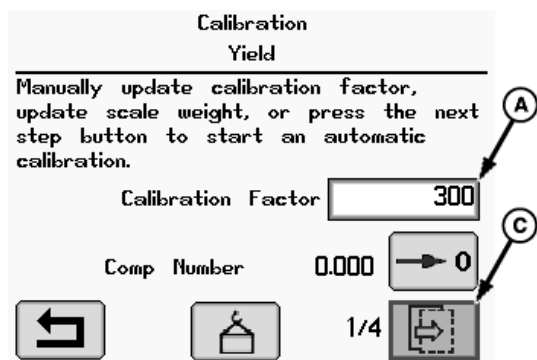 Calibration
Yield
Manually update calibration factor,
update scale weight, or press the next
step button to start an automatic
calibration.
A
Calibration Factor 300
C
Comp Number 0.000 0
1/4